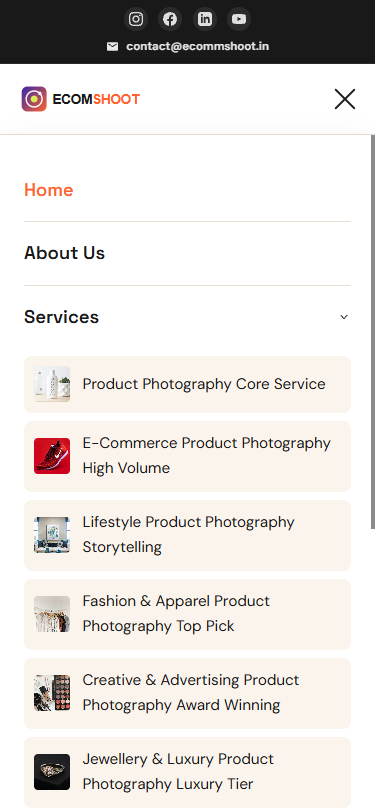 contact@ecommshoot.in
ECOMSHOOT
Home
About Us
Services
Product Photography Core Service
E-Commerce Product Photography
High Volume
Lifestyle Product Photography
Storytelling
Fashion & Apparel Product
Photography Top Pick
Creative & Advertising Product
Photography Award Winning
Jewellery & Luxury Product
Photography Luxury Tier